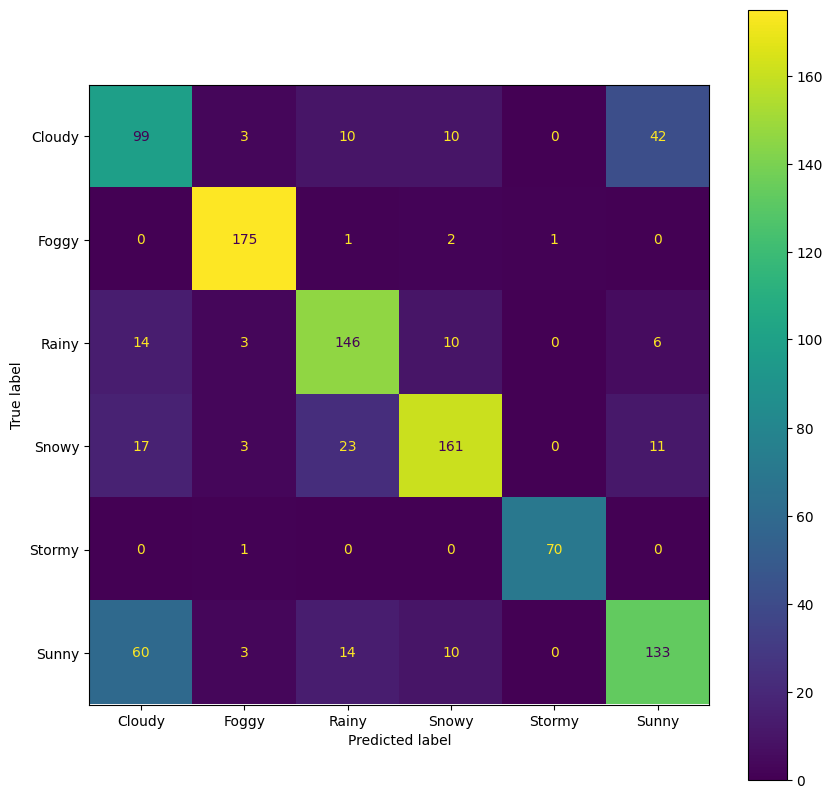 160
Cloudy 99 3 10 10 0 42
140
Foggy 0 175 1 2 1 0
120
100
Rainy 14 3 146 10 0 6
True label
80
Snowy 17 3 23 161 0 11
60
Stormy 0 1 0 0 70 0
40
Sunny 60 3 14 10 0 133
20
Cloudy Foggy Rainy Snowy Stormy Sunny
Predicted label
0